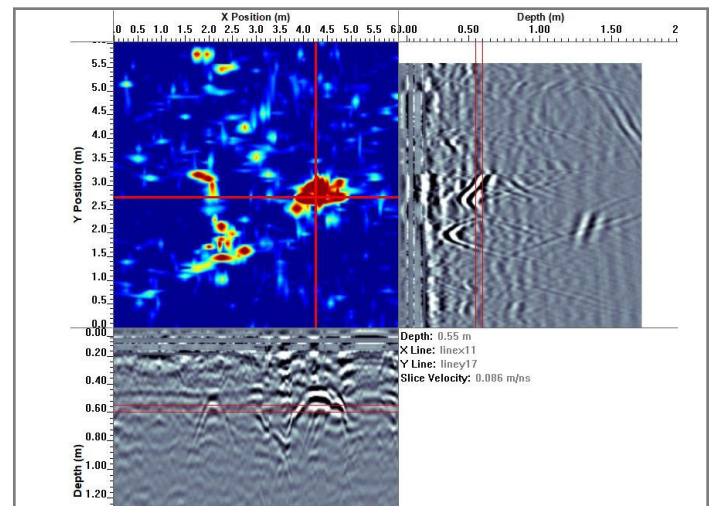 X Position (m)
Depth (m)
.0 0.5 1.0 1.5 2.0 2.5 3.0 3.5 4.0 4.5 5.0 5.5 6.
0.00 0.50 1.00 1.50 2
5.5
5.0
4.5
4.0
3.5
3.0
2.5
2.0
1.5
1.0
0.5
0.0
Y Position (m)
0.00
0.20
0.40
0.60
0.80
1.00
1.20
Depth (m)
Depth: 0.55 m
X Line: linex11
Y Line: liney17
Slice Velocity: 0.086 m/ns